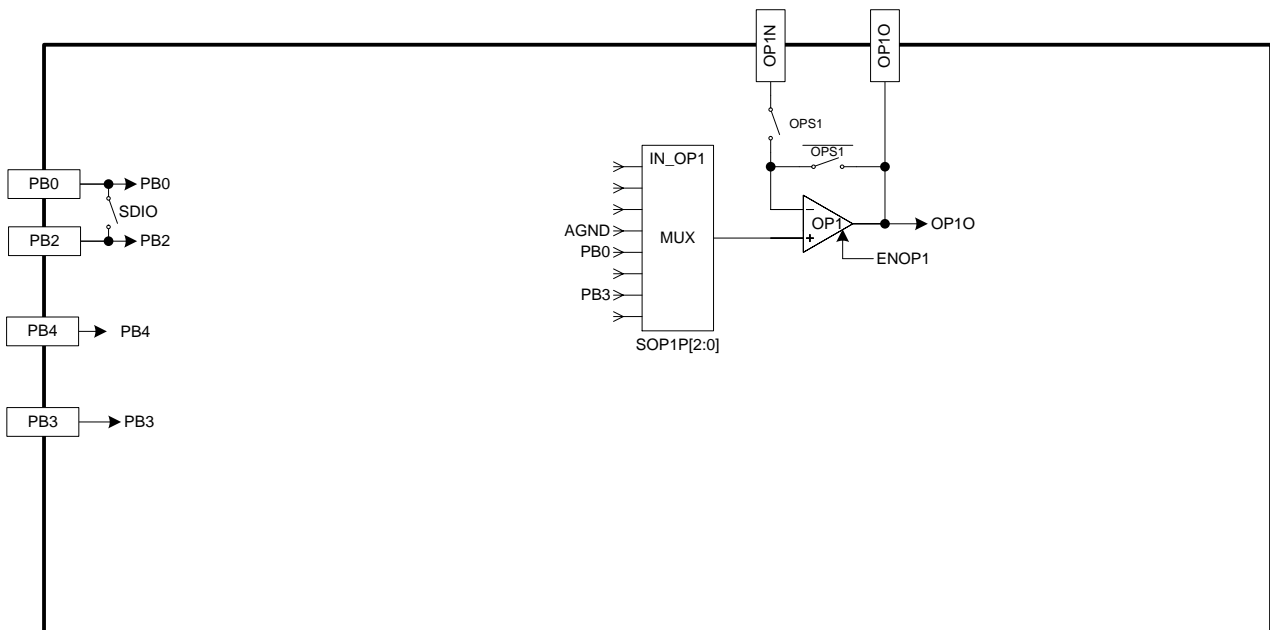 OP1N
OP1O
OPS1
OPS1
IN_OP1
PB0
PB0
SDIO
PB2
PB2
AGND
PB0
PB3
MUX
OP1
OP1O
ENOP1
SOP1P[2:0]
PB4
PB4
PB3
PB3